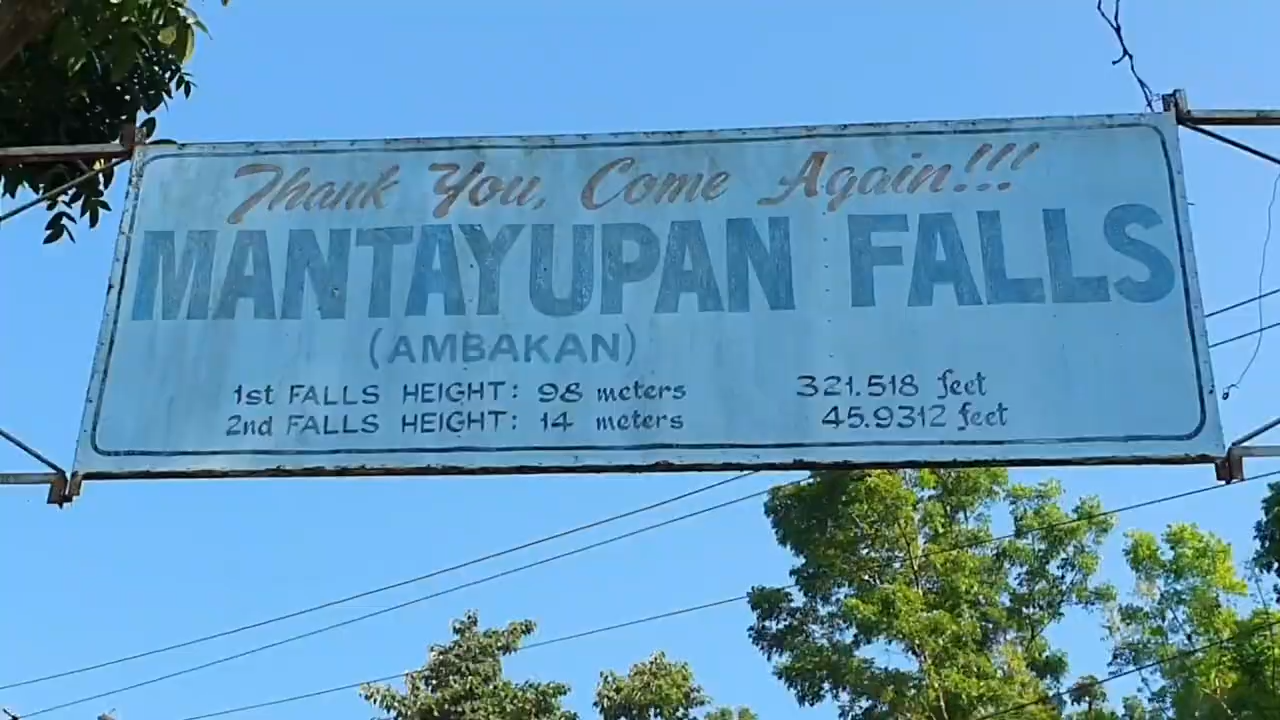 Thank You, Come Again!!!
MANTAYUPAN FALLS
(AMBAKAN)
1st FALLS HEIGHT: 98 meters 321.518 feet
2nd FALLS HEIGHT: 14 meters 45.9312 feet